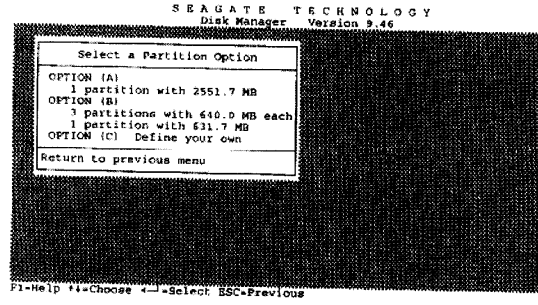 SEAGATE TECHNOLOGY
Disk Manager Version 9.46
Select a Partition Option
OPTION (A)
1 partition with 2551.7 MB
OPTION (B)
3 partitions with 640.0 MB each
1 partition with 631.7 MB
OPTION (C) Define your own
Return to previous menu
F1-Help ↑↓=Choose ←┘=Select ESC=Previous